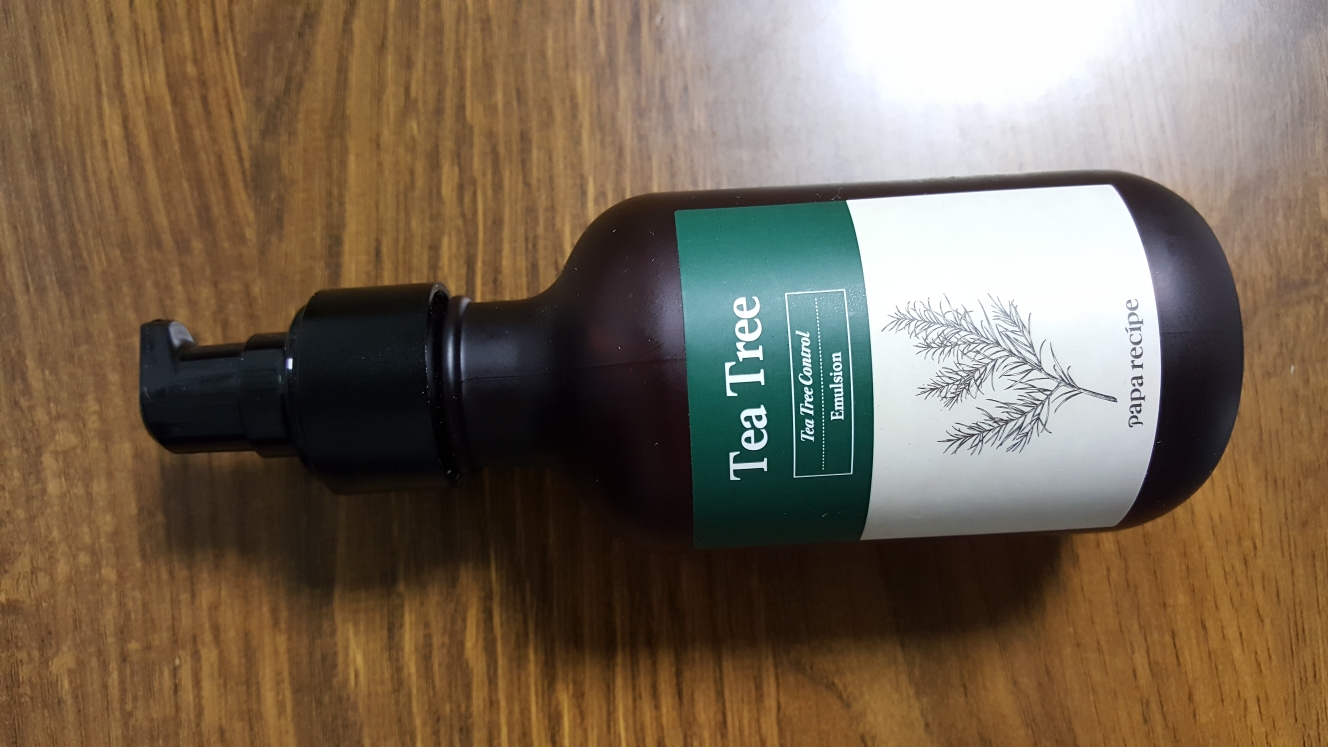 Tea Tree
Tea Tree Control
Emulsion
papa recipe